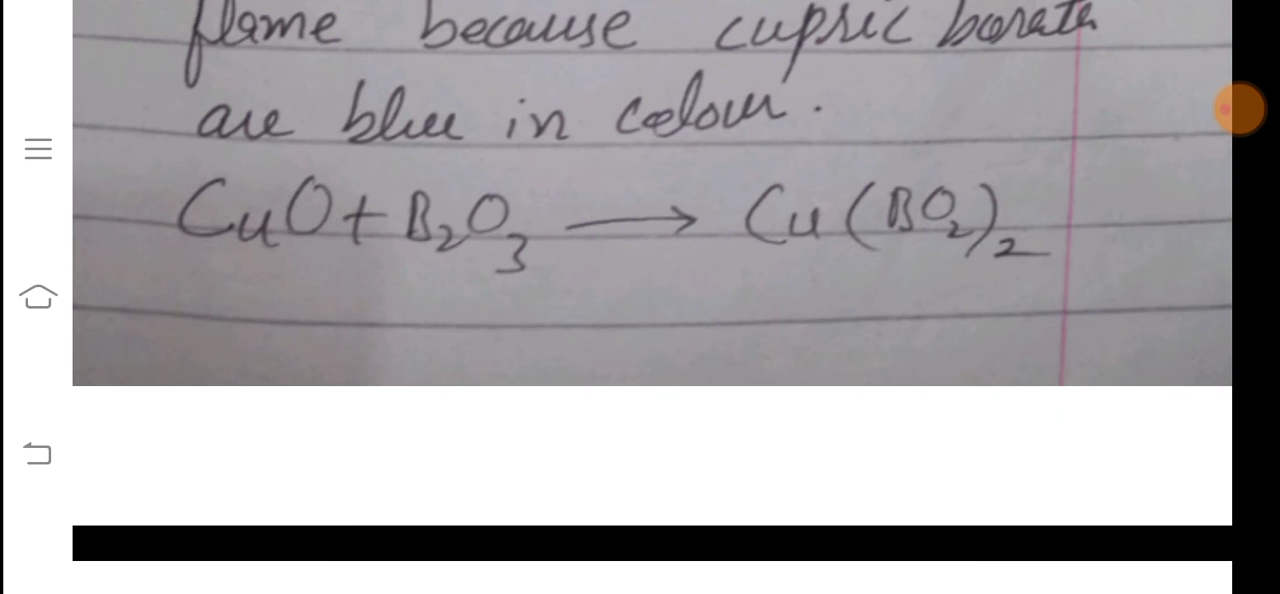 flame because cupric borate
are blue in colour.
CuO + B₂O₃ → Cu(BO₂)₂